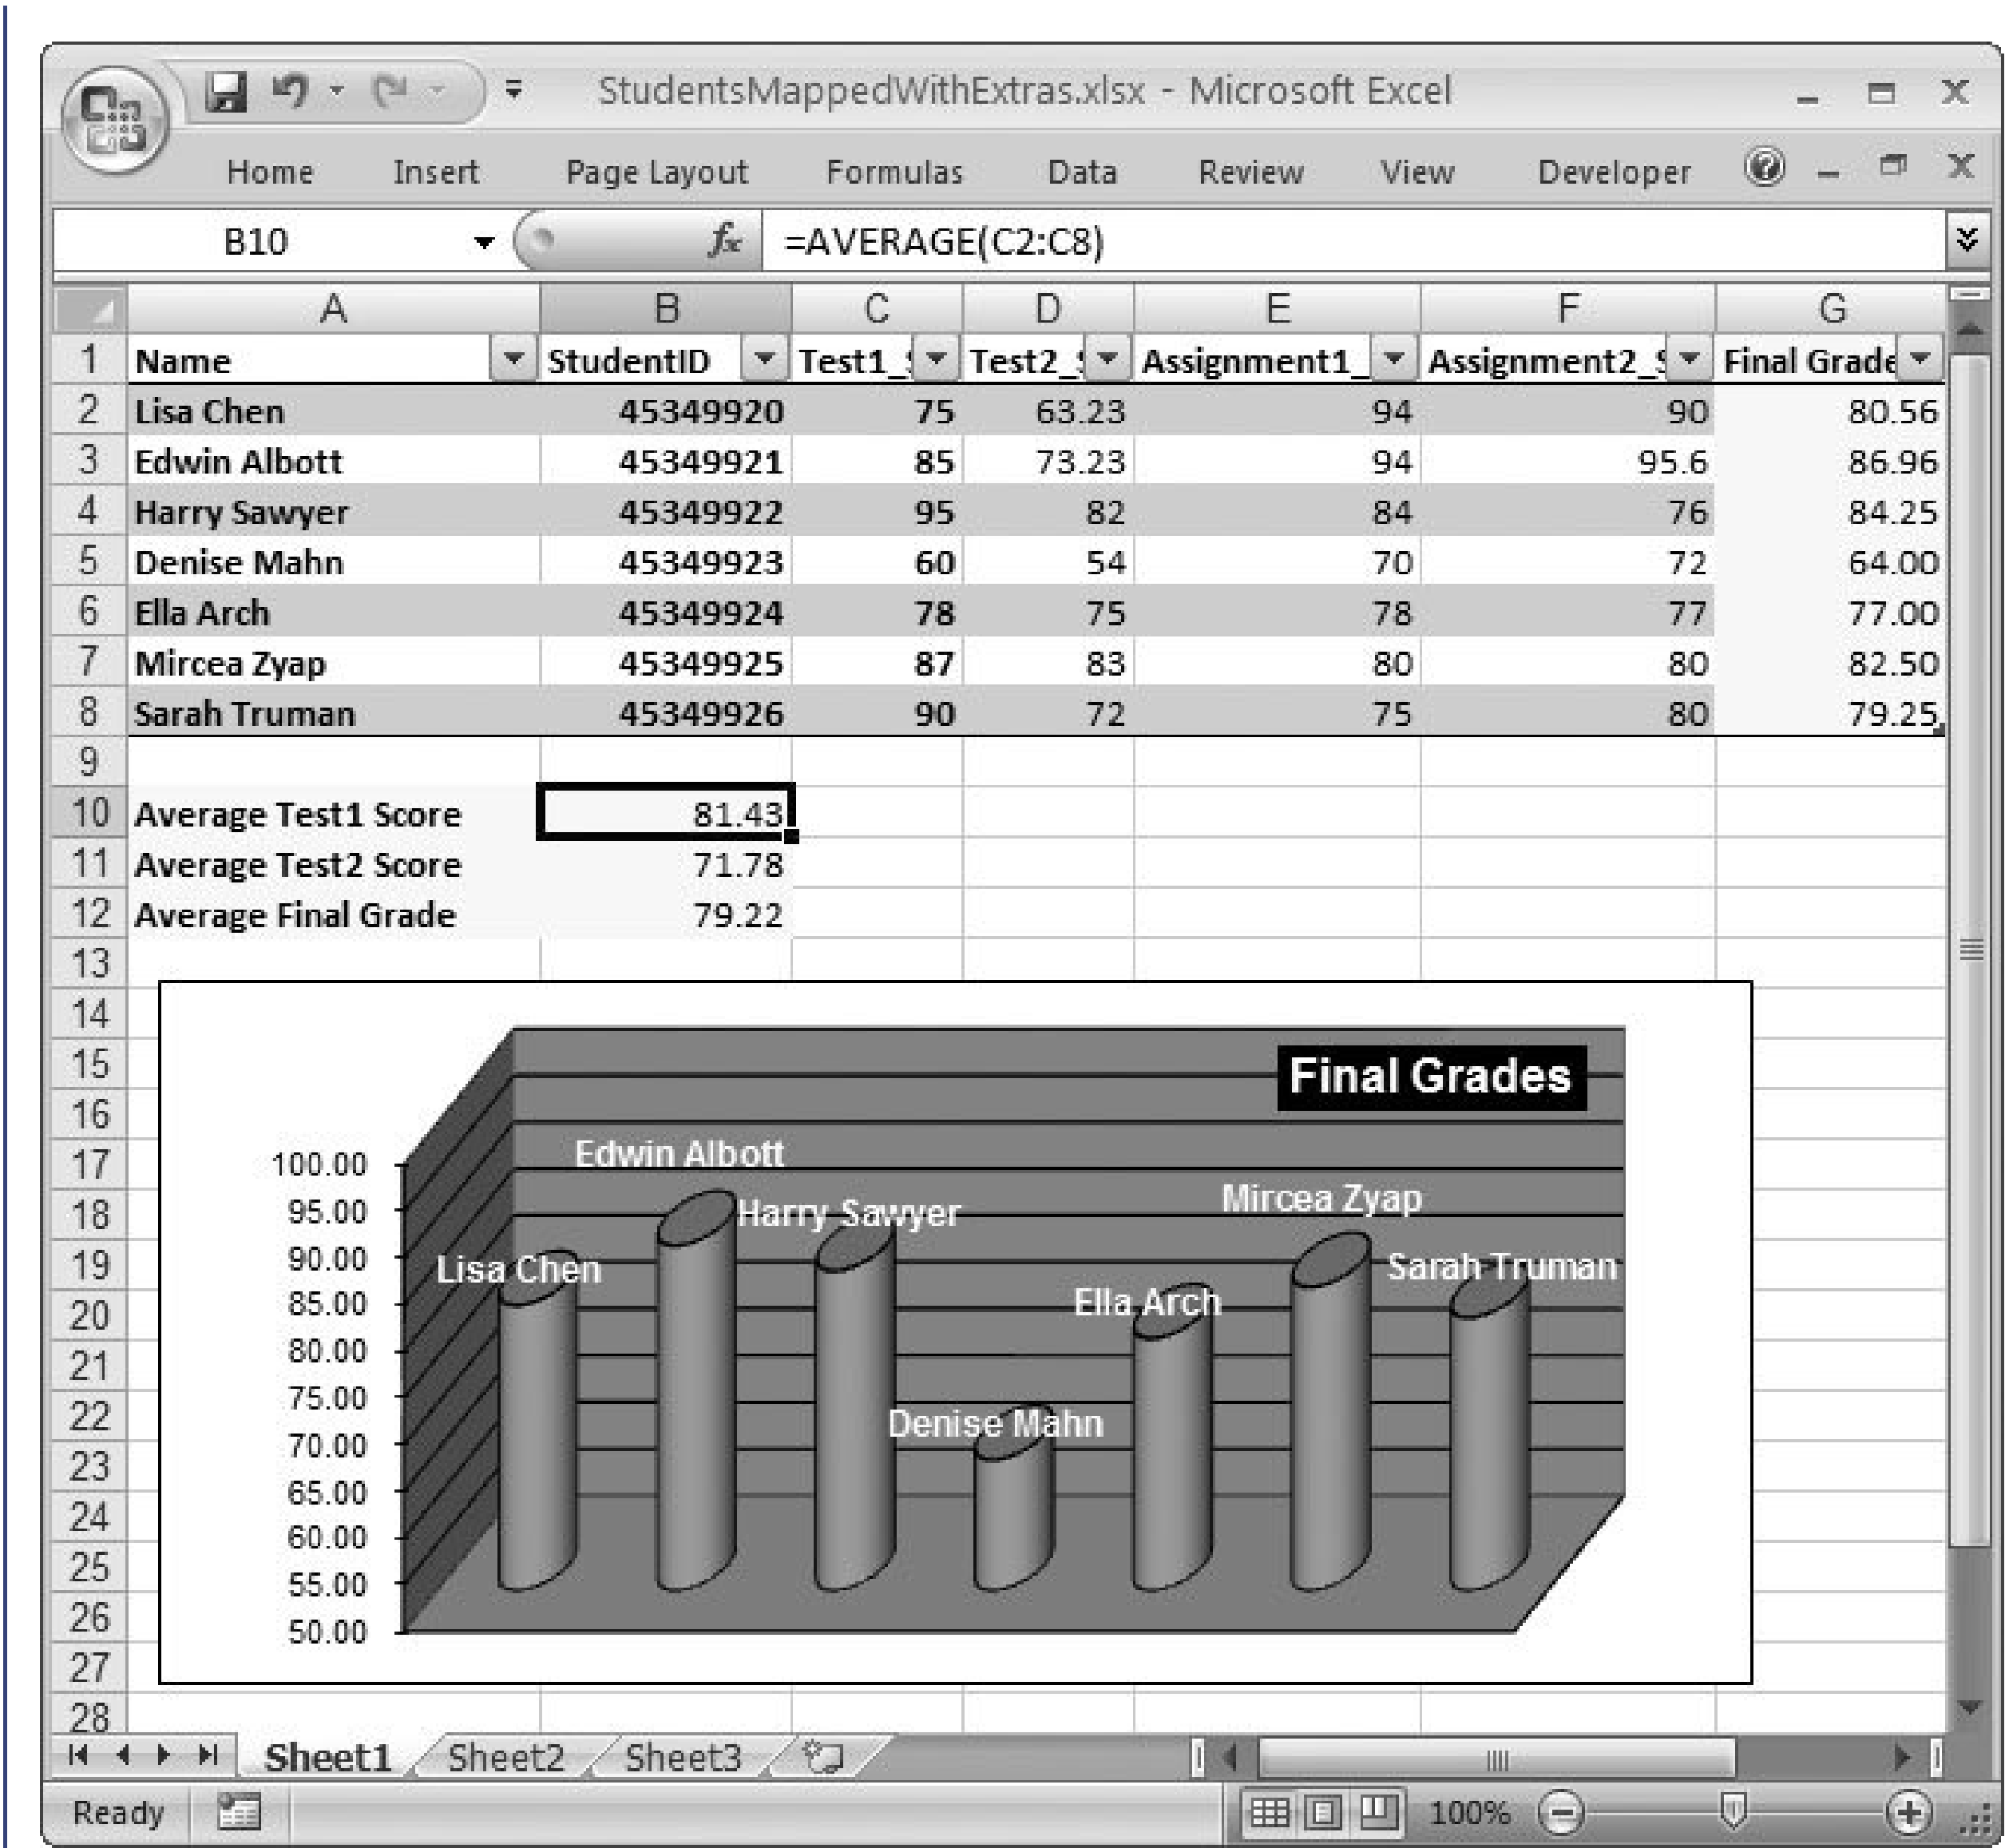 StudentsMappedWithExtras.xlsx - Microsoft Excel
Home Insert Page Layout Formulas Data Review View Developer
B10 fx =AVERAGE(C2:C8)
A B C D E F G
1 Name StudentID Test1_ Test2_ Assignment1_ Assignment2_ Final Grade
2 Lisa Chen 45349920 75 63.23 94 90 80.56
3 Edwin Albott 45349921 85 73.23 94 95.6 86.96
4 Harry Sawyer 45349922 95 82 84 76 84.25
5 Denise Mahn 45349923 60 54 70 72 64.00
6 Ella Arch 45349924 78 75 78 77 77.00
7 Mircea Zyap 45349925 87 83 80 80 82.50
8 Sarah Truman 45349926 90 72 75 80 79.25
9
10 Average Test1 Score 81.43
11 Average Test2 Score 71.78
12 Average Final Grade 79.22
13
14
15
16
17
18
19
20
21
22
23
24
25
26
27
28
Final Grades
100.00
95.00
90.00
85.00
80.00
75.00
70.00
65.00
60.00
55.00
50.00
Lisa Chen
Edwin Albott
Harry Sawyer
Denise Mahn
Ella Arch
Mircea Zyap
Sarah Truman
Sheet1 Sheet2 Sheet3
Ready 100%